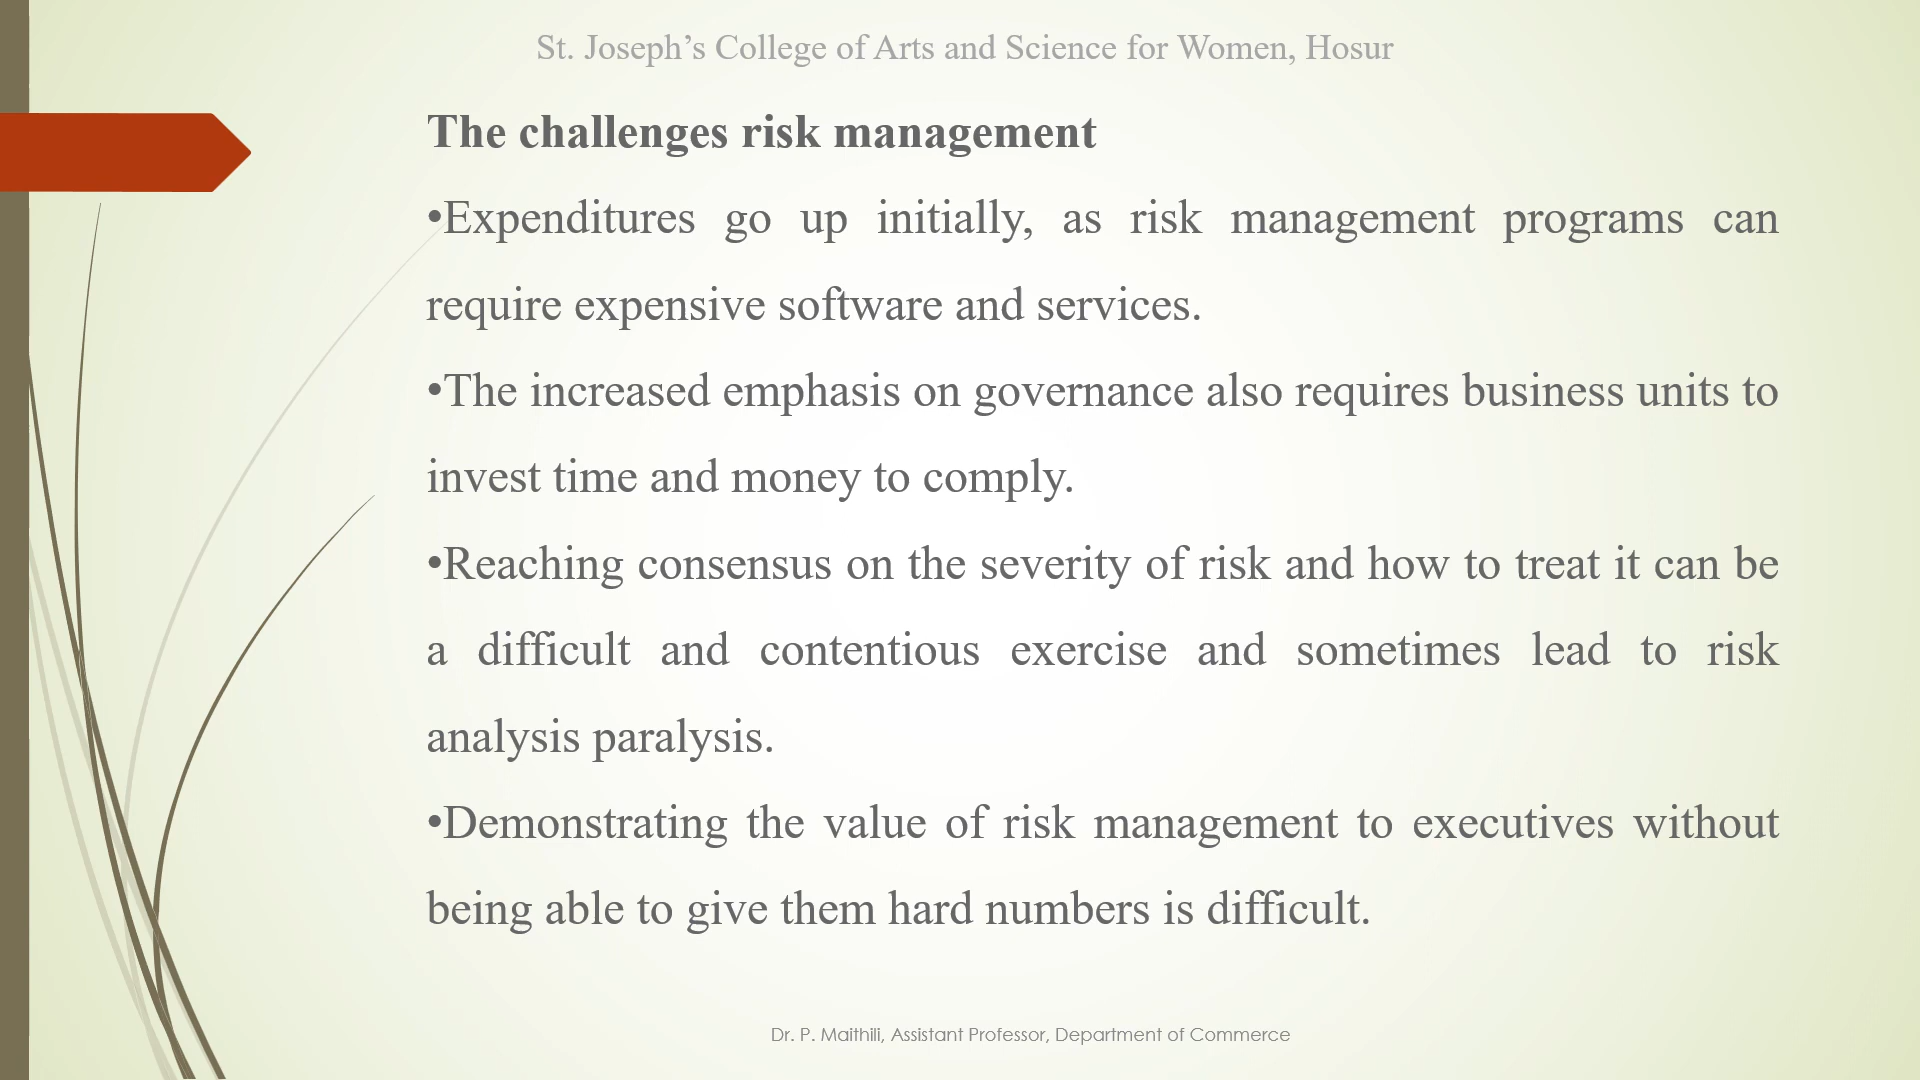 St. Joseph’s College of Arts and Science for Women, Hosur
The challenges risk management
•Expenditures go up initially, as risk management programs can
require expensive software and services.
•The increased emphasis on governance also requires business units to
invest time and money to comply.
•Reaching consensus on the severity of risk and how to treat it can be
a difficult and contentious exercise and sometimes lead to risk
analysis paralysis.
•Demonstrating the value of risk management to executives without
being able to give them hard numbers is difficult.
Dr. P. Maithili, Assistant Professor, Department of Commerce